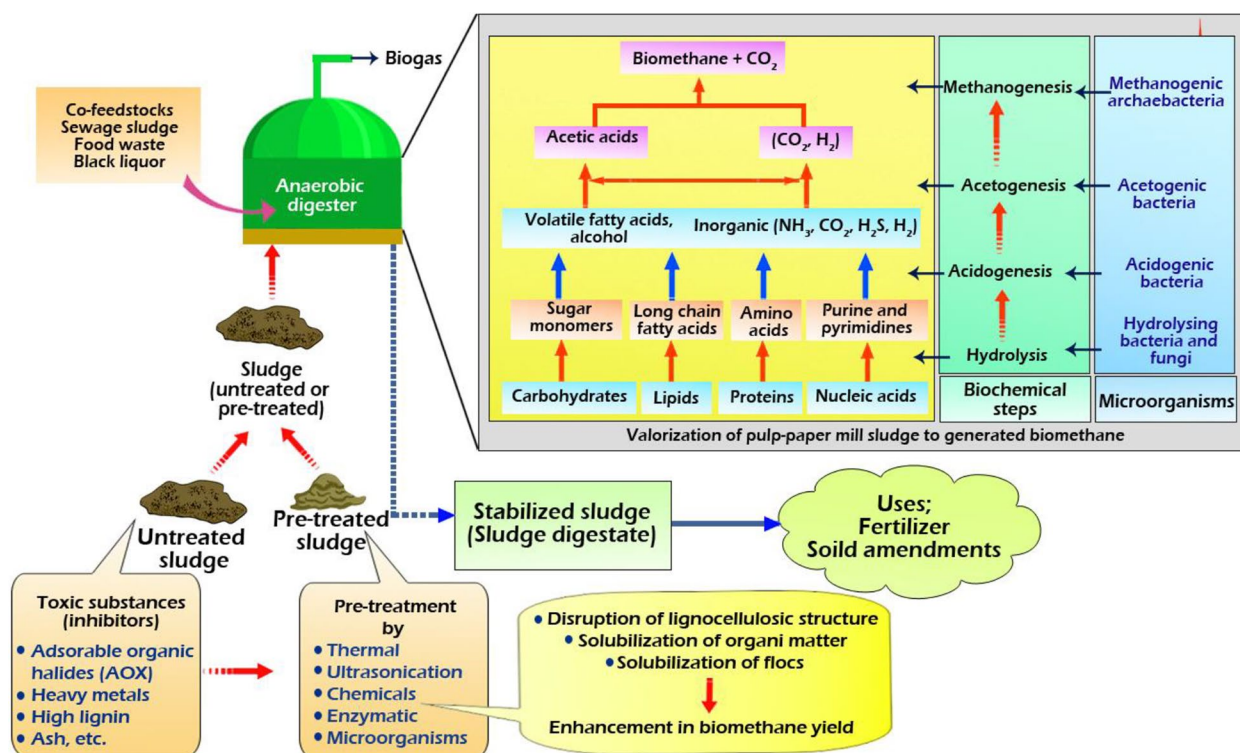 Biogas
Co-feedstocks
Sewage sludge
Food waste
Black liquor
Anaerobic
digester
Sludge
(untreated or
pre-treated)
Untreated
sludge
Pre-treated
sludge
Biomethane + CO₂
Acetic acids
(CO₂, H₂)
Volatile fatty acids,
alcohol
Inorganic (NH₃, CO₂, H₂S, H₂)
Sugar
monomers
Long chain
fatty acids
Amino
acids
Purine and
pyrimidines
Carbohydrates
Lipids
Proteins
Nucleic acids
Methanogenesis
Acetogenesis
Acidogenesis
Hydrolysis
Biochemical
steps
Methanogenic
archaebacteria
Acetogenic
bacteria
Acidogenic
bacteria
Hydrolysing
bacteria and
fungi
Microorganisms
Valorization of pulp-paper mill sludge to generated biomethane
Stabilized sludge
(Sludge digestate)
Uses;
Fertilizer
Soild amendments
Toxic substances
(inhibitors)
• Adsorable organic
halides (AOX)
• Heavy metals
• High lignin
• Ash, etc.
Pre-treatment
by
• Thermal
• Ultrasonication
• Chemicals
• Enzymatic
• Microorganisms
• Disruption of lignocellulosic structure
• Solubilization of organi matter
• Solubilization of flocs
Enhancement in biomethane yield